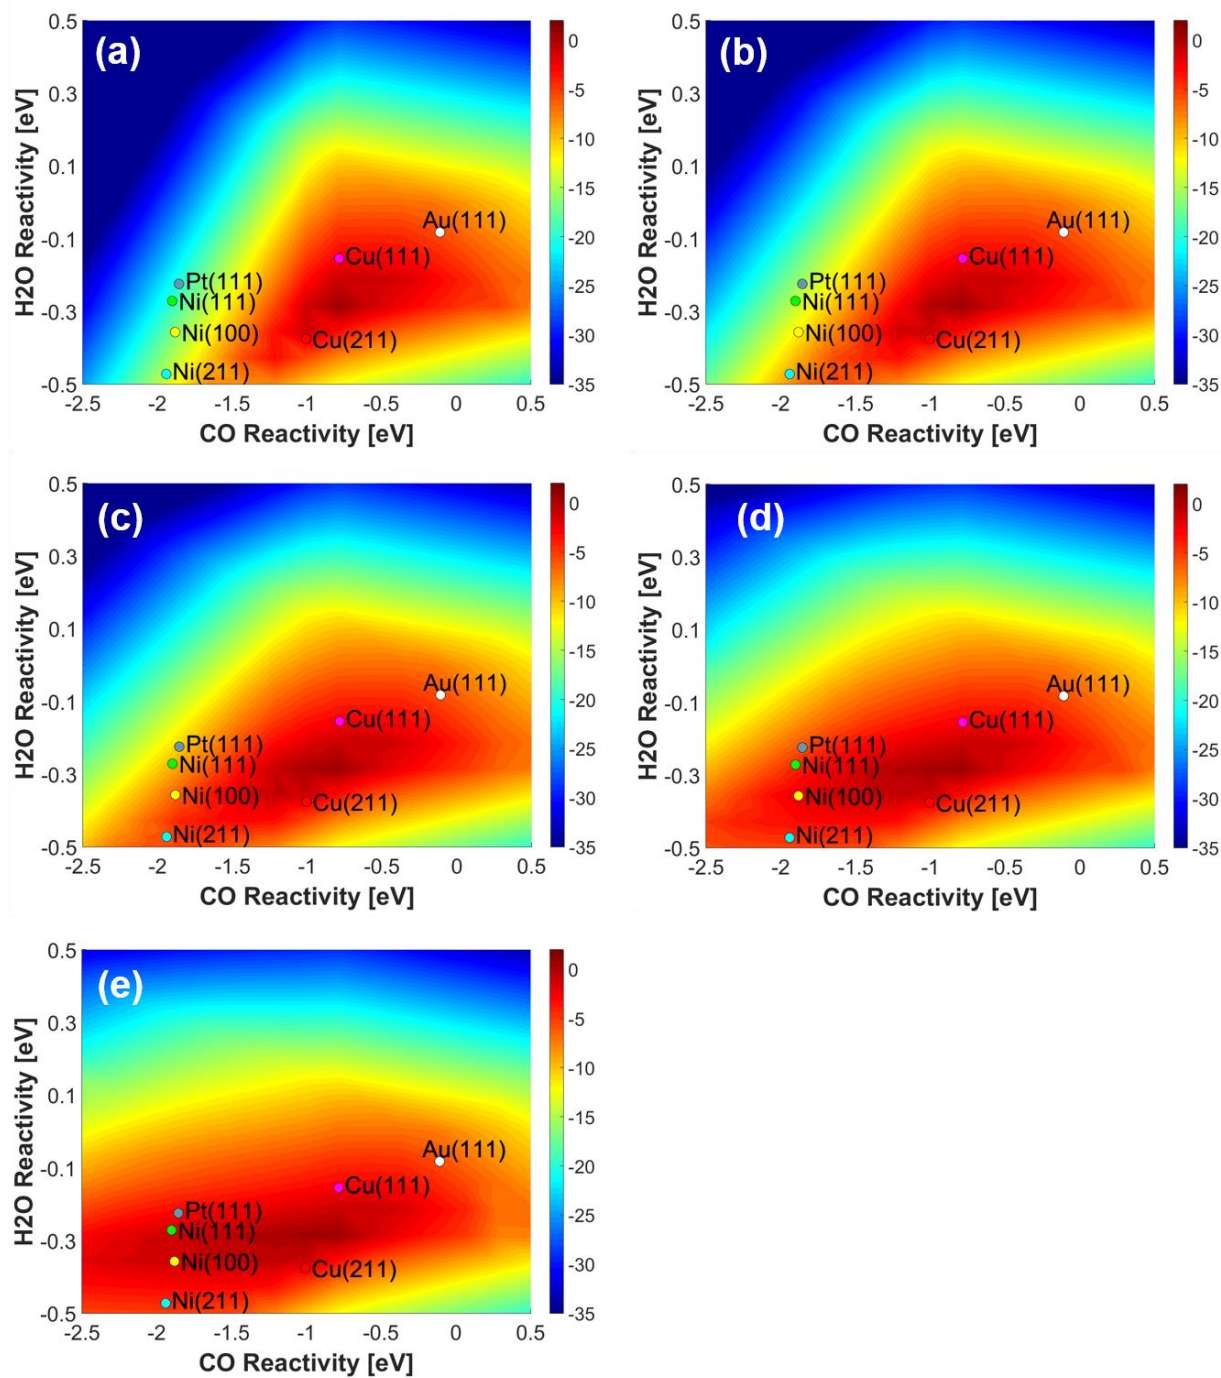 (a)
H2O Reactivity [eV]
0.5
0.3
0.1
-0.1
-0.3
-0.5
Au(111)
Cu(111)
Pt(111)
Ni(111)
Ni(100)
Cu(211)
Ni(211)
-2.5 -2 -1.5 -1 -0.5 0 0.5
CO Reactivity [eV]
0
-5
-10
-15
-20
-25
-30
-35
(b)
H2O Reactivity [eV]
0.5
0.3
0.1
-0.1
-0.3
-0.5
Au(111)
Cu(111)
Pt(111)
Ni(111)
Ni(100)
Cu(211)
Ni(211)
-2.5 -2 -1.5 -1 -0.5 0 0.5
CO Reactivity [eV]
0
-5
-10
-15
-20
-25
-30
-35
(c)
H2O Reactivity [eV]
0.5
0.3
0.1
-0.1
-0.3
-0.5
Au(111)
Cu(111)
Pt(111)
Ni(111)
Ni(100)
Cu(211)
Ni(211)
-2.5 -2 -1.5 -1 -0.5 0 0.5
CO Reactivity [eV]
0
-5
-10
-15
-20
-25
-30
-35
(d)
H2O Reactivity [eV]
0.5
0.3
0.1
-0.1
-0.3
-0.5
Au(111)
Cu(111)
Pt(111)
Ni(111)
Ni(100)
Cu(211)
Ni(211)
-2.5 -2 -1.5 -1 -0.5 0 0.5
CO Reactivity [eV]
0
-5
-10
-15
-20
-25
-30
-35
(e)
H2O Reactivity [eV]
0.5
0.3
0.1
-0.1
-0.3
-0.5
Au(111)
Cu(111)
Pt(111)
Ni(111)
Ni(100)
Cu(211)
Ni(211)
-2.5 -2 -1.5 -1 -0.5 0 0.5
CO Reactivity [eV]
0
-5
-10
-15
-20
-25
-30
-35